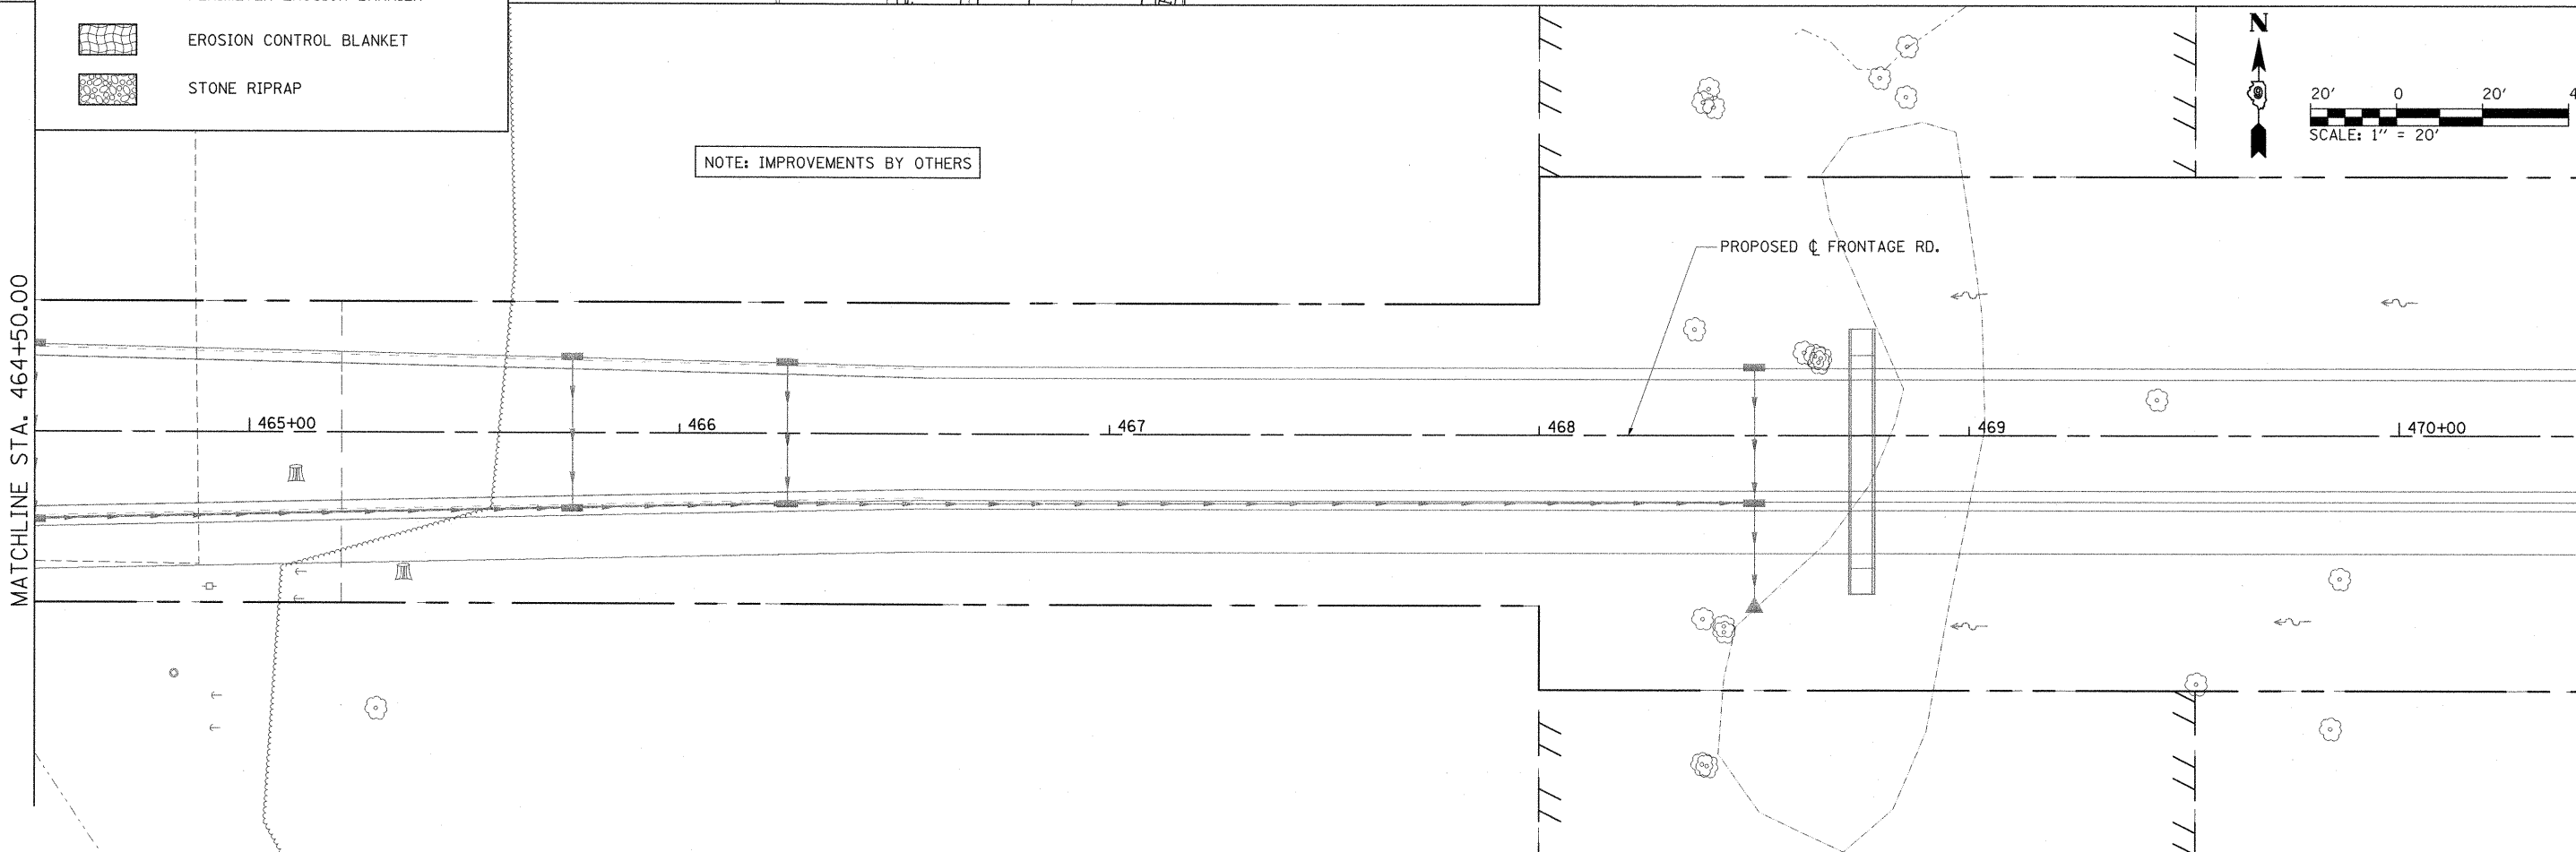 EROSION CONTROL BLANKET
STONE RIPRAP
NOTE: IMPROVEMENTS BY OTHERS
N
20' 0 20'
SCALE: 1" = 20'
PROPOSED ℄ FRONTAGE RD.
MATCHLINE STA. 464+50.00
465+00
466
467
468
469
470+00